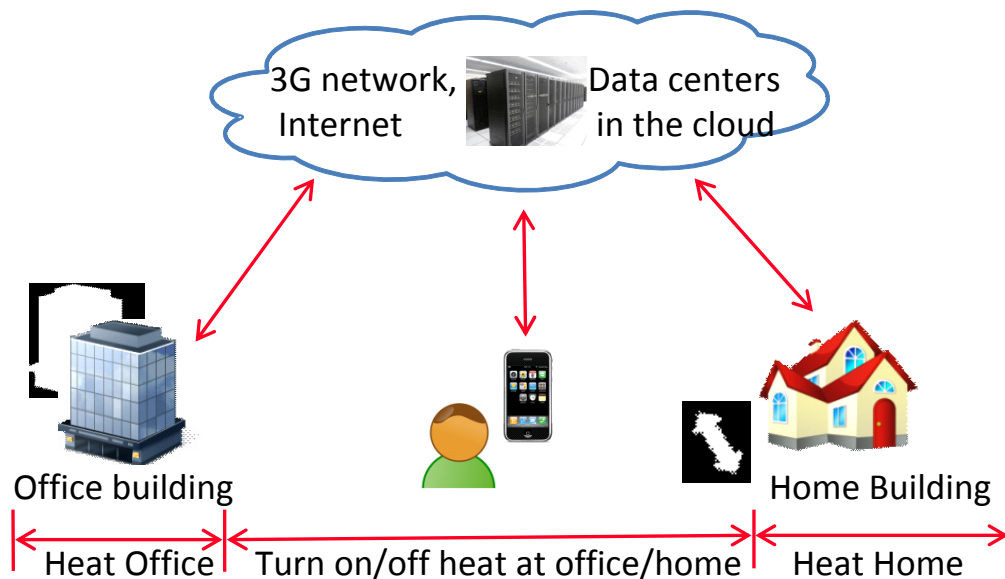 3G network,
Internet
Data centers
in the cloud
Office building
Home Building
Heat Office
Turn on/off heat at office/home
Heat Home